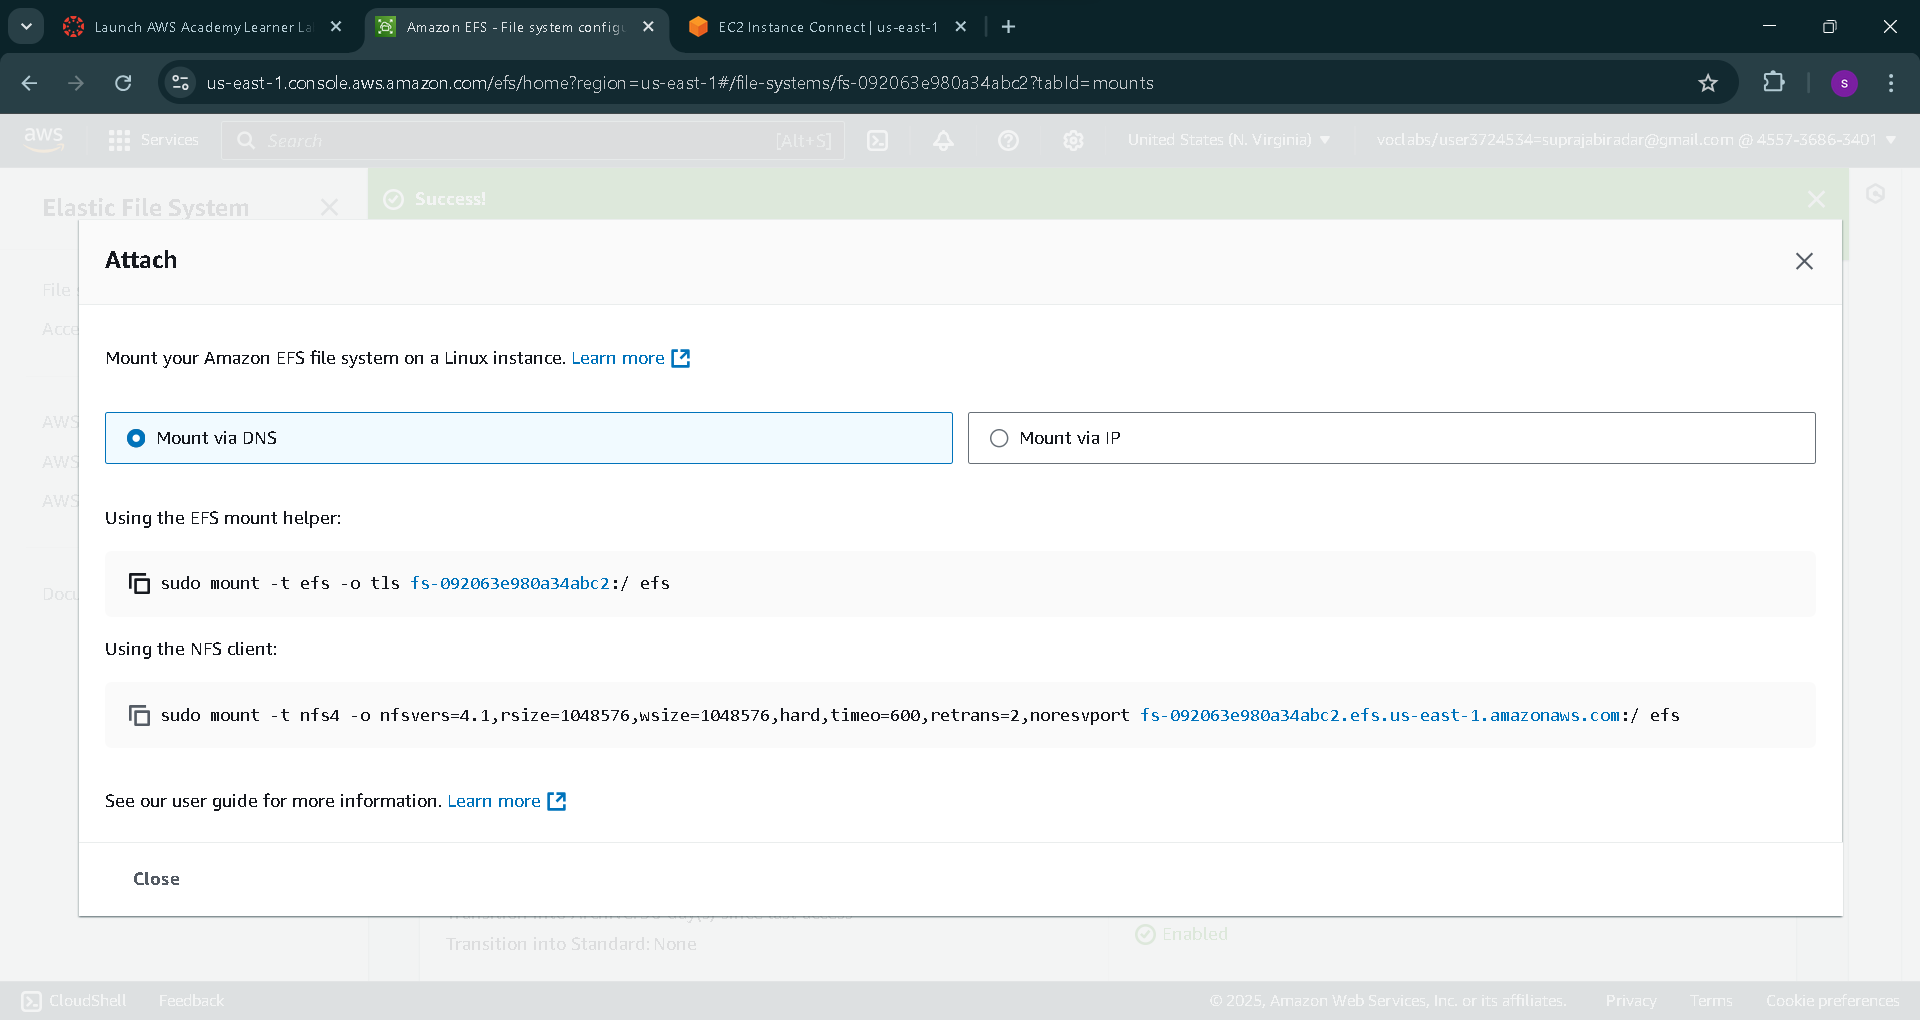 Launch AWS Academy Learner La
Amazon EFS - File system configu
EC2 Instance Connect | us-east-1
us-east-1.console.aws.amazon.com/efs/home?region=us-east-1#/file-systems/fs-092063e980a34abc2?tabId=mounts
S
aws
Services
Search
[Alt+S]
United States (N. Virginia)
voclabs/user3724534=suprajabiradar@gmail.com @ 4557-3686-3401
Elastic File System
Success!
File
Acce
AWS
AWS
AWS
Docu
Attach
Mount your Amazon EFS file system on a Linux instance. Learn more
Mount via DNS
Mount via IP
Using the EFS mount helper:
sudo mount -t efs -o tls fs-092063e980a34abc2:/ efs
Using the NFS client:
sudo mount -t nfs4 -o nfsvers=4.1,rsize=1048576,wsize=1048576,hard,timeo=600,retrans=2,noresvport fs-092063e980a34abc2.efs.us-east-1.amazonaws.com:/ efs
See our user guide for more information. Learn more
Close
Transition into Standard: None
Enabled
CloudShell
Feedback
© 2025, Amazon Web Services, Inc. or its affiliates.
Privacy
Terms
Cookie preferences